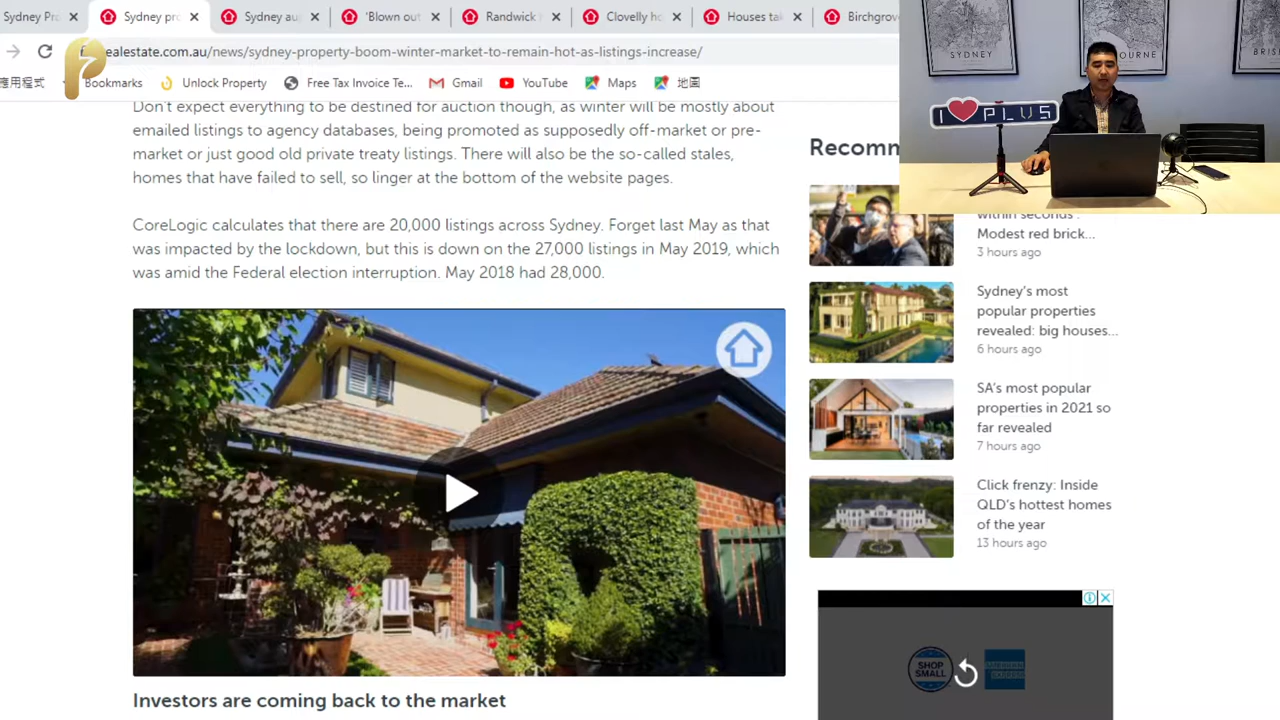 Sydney Pro
Sydney pro
Sydney au
'Blown out
Randwick
Clovelly ho
Houses tak
Birchgrov
realestate.com.au/news/sydney-property-boom-winter-market-to-remain-hot-as-listings-increase/
應用程式
Bookmarks
Unlock Property
Free Tax Invoice Te...
Gmail
YouTube
Maps
地圖
SYDNEY
BRIS
I PLUS
Don't expect everything to be destined for auction though, as winter will be mostly about
emailed listings to agency databases, being promoted as supposedly off-market or pre-
market or just good old private treaty listings. There will also be the so-called stales,
homes that have failed to sell, so linger at the bottom of the website pages.
CoreLogic calculates that there are 20,000 listings across Sydney. Forget last May as that
was impacted by the lockdown, but this is down on the 27,000 listings in May 2019, which
was amid the Federal election interruption. May 2018 had 28,000.
Investors are coming back to the market
Recomm
within seconds':
Modest red brick...
3 hours ago
Sydney's most
popular properties
revealed: big houses...
6 hours ago
SA's most popular
properties in 2021 so
far revealed
7 hours ago
Click frenzy: Inside
QLD's hottest homes
of the year
13 hours ago
SHOP
SMALL